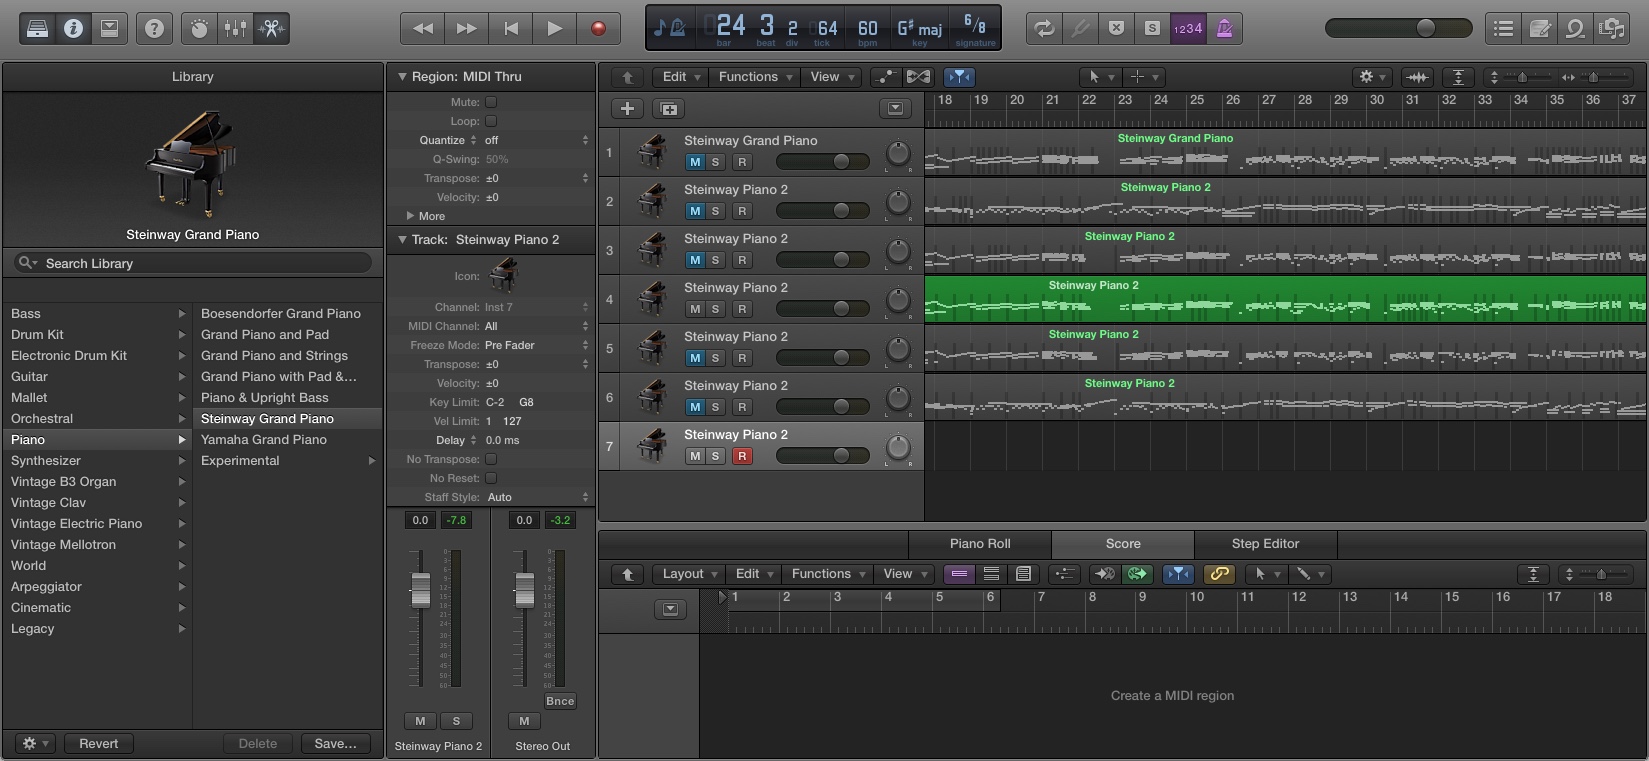 1234
24 3 2 64 60 G♯maj 6/8
bar beat div tick bpm key signature
Library
Steinway Grand Piano
Search Library
Bass
Drum Kit
Electronic Drum Kit
Guitar
Mallet
Orchestral
Piano
Synthesizer
Vintage B3 Organ
Vintage Clav
Vintage Electric Piano
Vintage Mellotron
World
Arpeggiator
Cinematic
Legacy
Boesendorfer Grand Piano
Grand Piano and Pad
Grand Piano and Strings
Grand Piano with Pad &...
Piano & Upright Bass
Steinway Grand Piano
Yamaha Grand Piano
Experimental
Revert Delete Save...
Region: MIDI Thru
Mute:
Loop:
Quantize off
Q-Swing: 50%
Transpose: ±0
Velocity: ±0
More
Track: Steinway Piano 2
Icon:
Channel: Inst 7
MIDI Channel: All
Freeze Mode: Pre Fader
Transpose: ±0
Velocity: ±0
Key Limit: C-2 G8
Vel Limit: 1 127
Delay 0.0 ms
No Transpose:
No Reset:
Staff Style: Auto
0.0 -7.8 0.0 -3.2
Bnce
M S M
Steinway Piano 2 Stereo Out
Edit Functions View
18 19 20 21 22 23 24 25 26 27 28 29 30 31 32 33 34 35 36 37
1 Steinway Grand Piano
M S R
Steinway Grand Piano
2 Steinway Piano 2
M S R
Steinway Piano 2
3 Steinway Piano 2
M S R
Steinway Piano 2
4 Steinway Piano 2
M S R
Steinway Piano 2
5 Steinway Piano 2
M S R
Steinway Piano 2
6 Steinway Piano 2
M S R
Steinway Piano 2
7 Steinway Piano 2
M S R
Piano Roll Score Step Editor
Layout Edit Functions View
1 2 3 4 5 6 7 8 9 10 11 12 13 14 15 16 17 18
Create a MIDI region